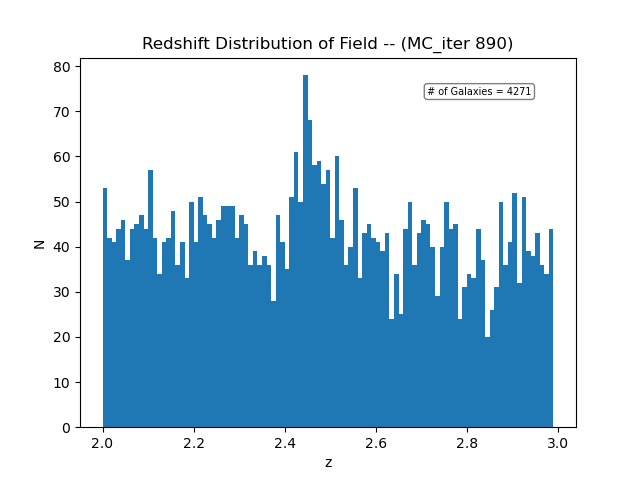 Redshift Distribution of Field -- (MC_iter 890)
# of Galaxies = 4271
80
70
60
50
40
30
20
10
0
N
2.0 2.2 2.4 2.6 2.8 3.0
z